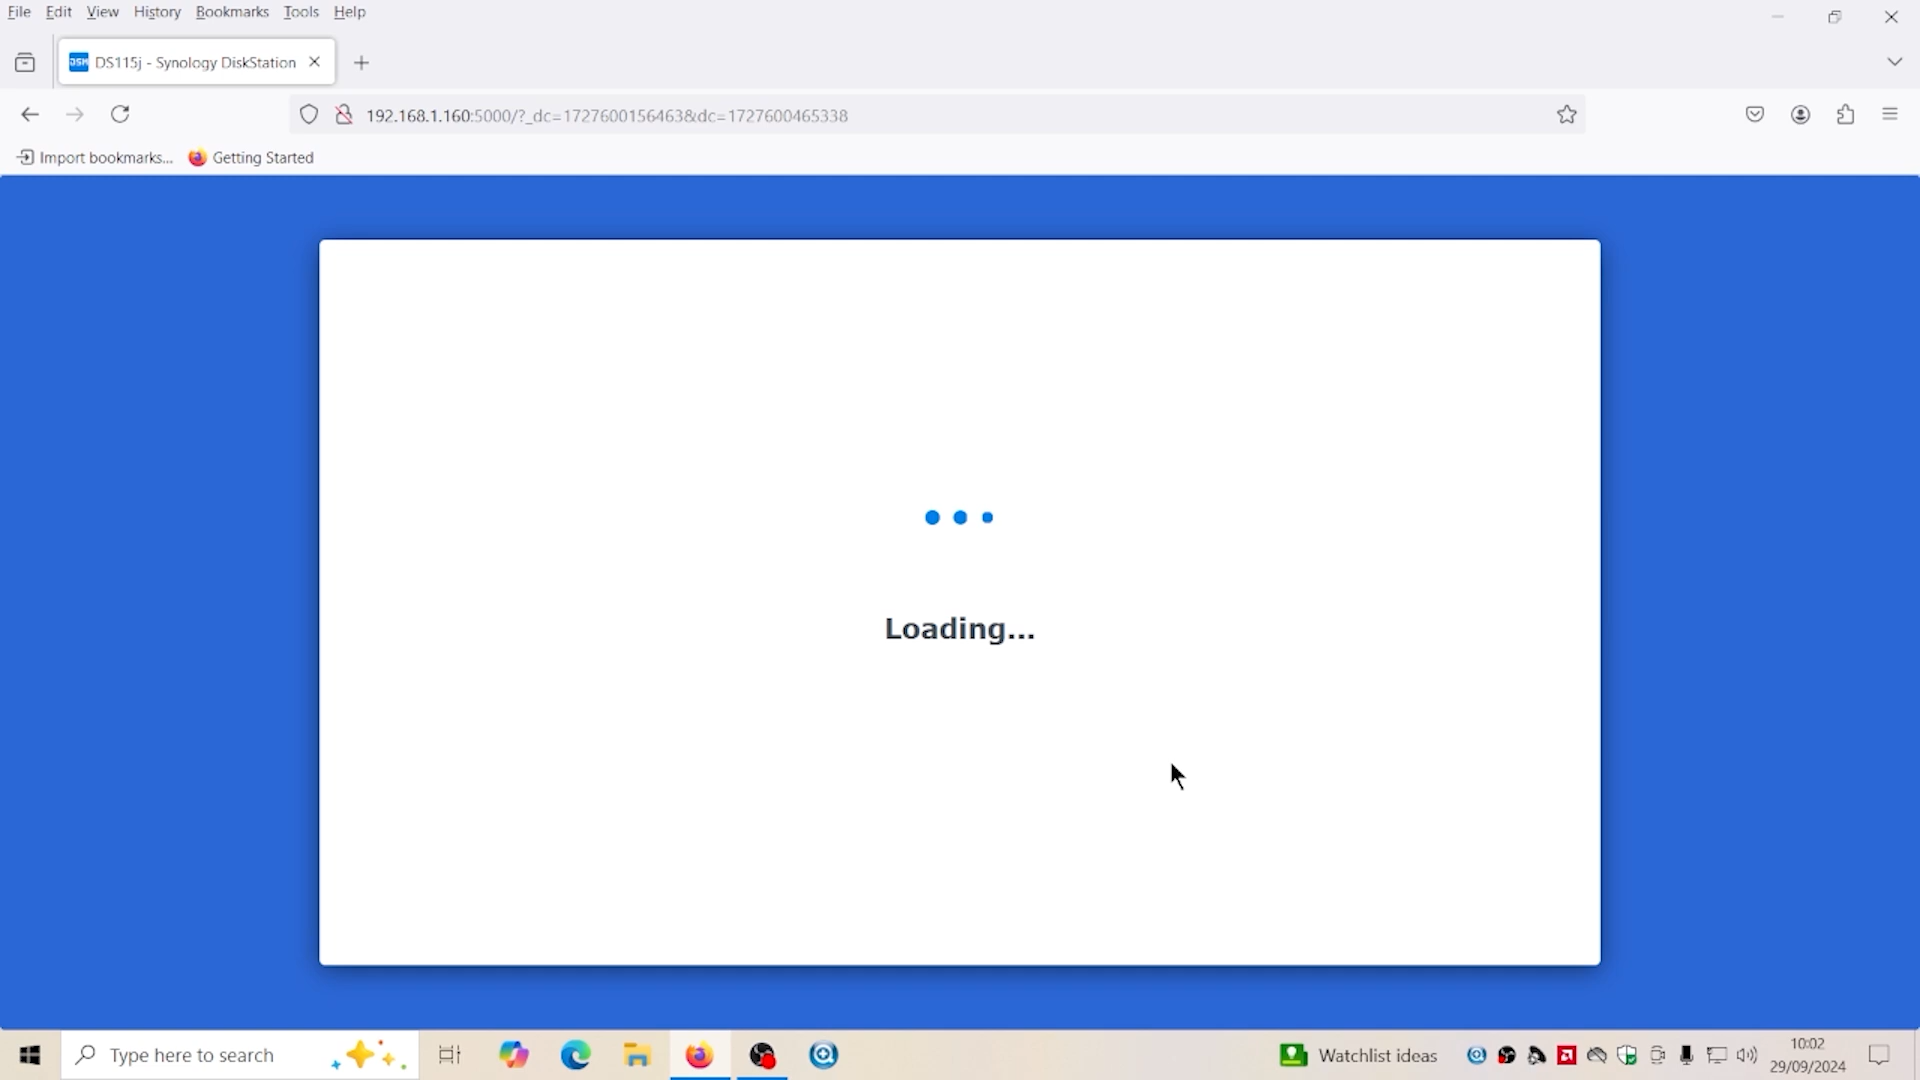 File Edit View History Bookmarks Tools Help
DSM DS115j - Synology DiskStation
192.168.1.160:5000/?_dc=1727600156463&dc=1727600465338
Import bookmarks... Getting Started
Loading...
Type here to search
Watchlist ideas
10:02
29/09/2024